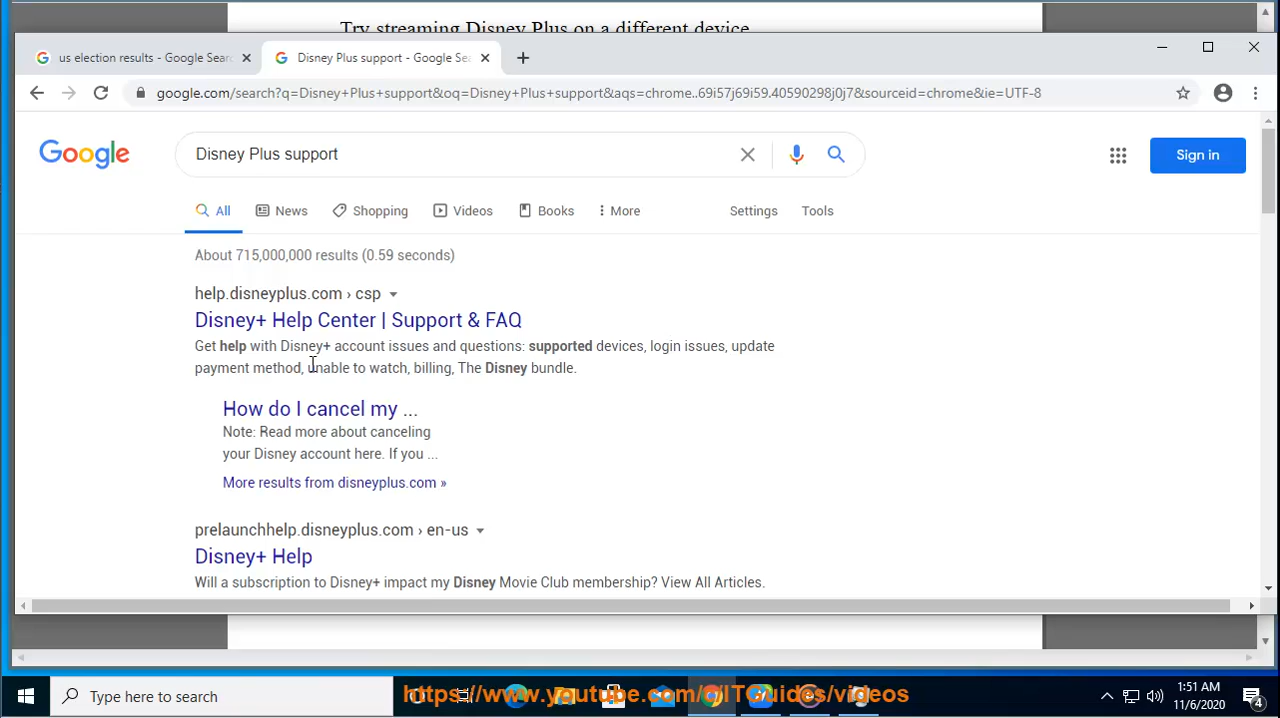 Try streaming Disney Plus on a different device
us election results - Google Sear
Disney Plus support - Google Se
google.com/search?q=Disney+Plus+support&oq=Disney+Plus+support&aqs=chrome..69i57j69i59.40590298j0j7&sourceid=chrome&ie=UTF-8
Google
Disney Plus support
Sign in
All
News
Shopping
Videos
Books
More
Settings
Tools
About 715,000,000 results (0.59 seconds)
help.disneyplus.com › csp
Disney+ Help Center | Support & FAQ
Get help with Disney+ account issues and questions: supported devices, login issues, update
payment method, unable to watch, billing, The Disney bundle.
How do I cancel my ...
Note: Read more about canceling
your Disney account here. If you ...
More results from disneyplus.com »
prelaunchhelp.disneyplus.com › en-us
Disney+ Help
Will a subscription to Disney+ impact my Disney Movie Club membership? View All Articles.
Type here to search
https://www.youtube.com/c/ITGuides/videos
1:51 AM
11/6/2020
4